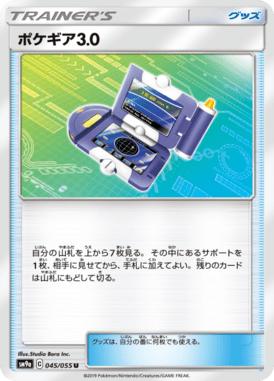 TRAINER'S
グッズ
ポケギア3.0
自分の山札を上から7枚見る。その中にあるサポートを
1枚、相手に見せてから、手札に加えてよい。残りのカード
は山札にもどして切る。
Illus.Studio Bora Inc.
sm9a C 045/055 U
グッズは、自分の番に何枚でも使える。
©2019 Pokémon/Nintendo/Creatures/GAME FREAK.